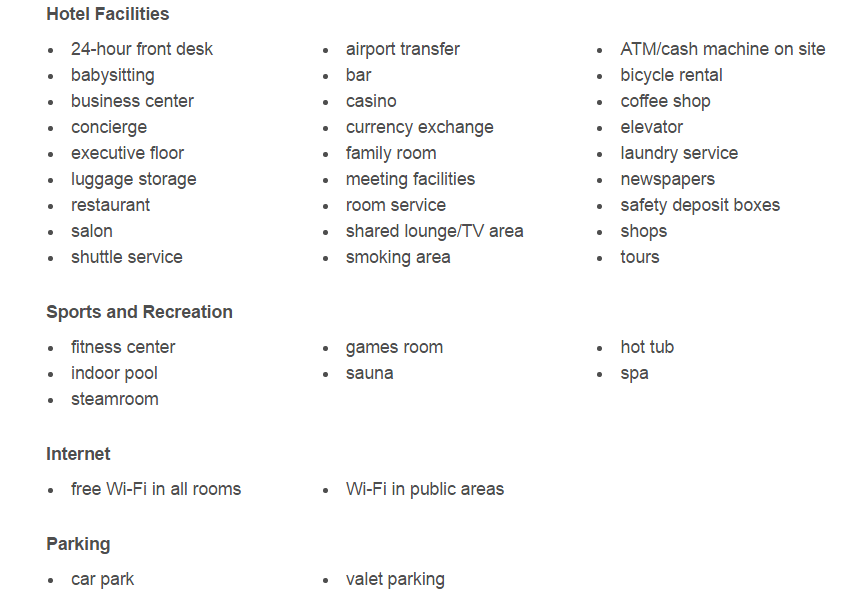 Hotel Facilities
24-hour front desk airport transfer ATM/cash machine on site
babysitting bar bicycle rental
business center casino coffee shop
concierge currency exchange elevator
executive floor family room laundry service
luggage storage meeting facilities newspapers
restaurant room service safety deposit boxes
salon shared lounge/TV area shops
shuttle service smoking area tours
Sports and Recreation
fitness center games room hot tub
indoor pool sauna spa
steamroom
Internet
free Wi-Fi in all rooms Wi-Fi in public areas
Parking
car park valet parking